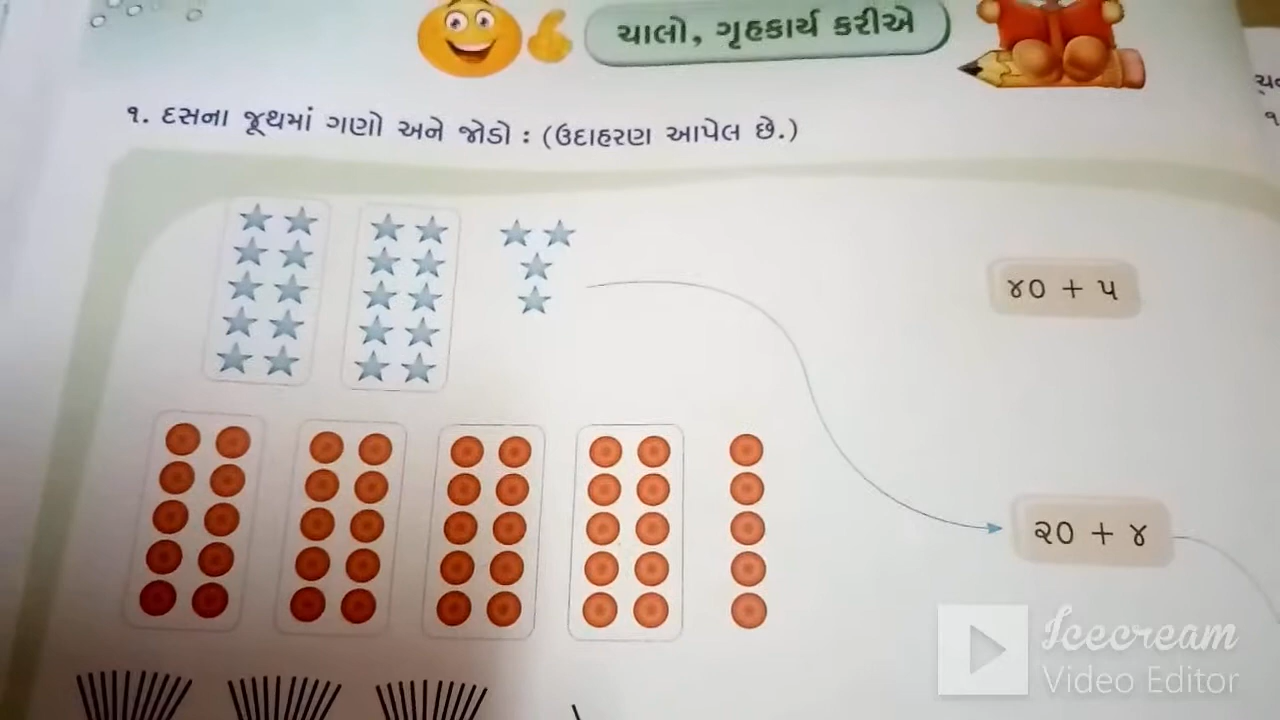 ચાલો, ગૃહકાર્ય કરીએ
૧. દસના જૂથમાં ગણો અને જોડો : (ઉદાહરણ આપેલ છે.)
૪૦ + ૫
૨૦ + ૪
Icecream
Video Editor